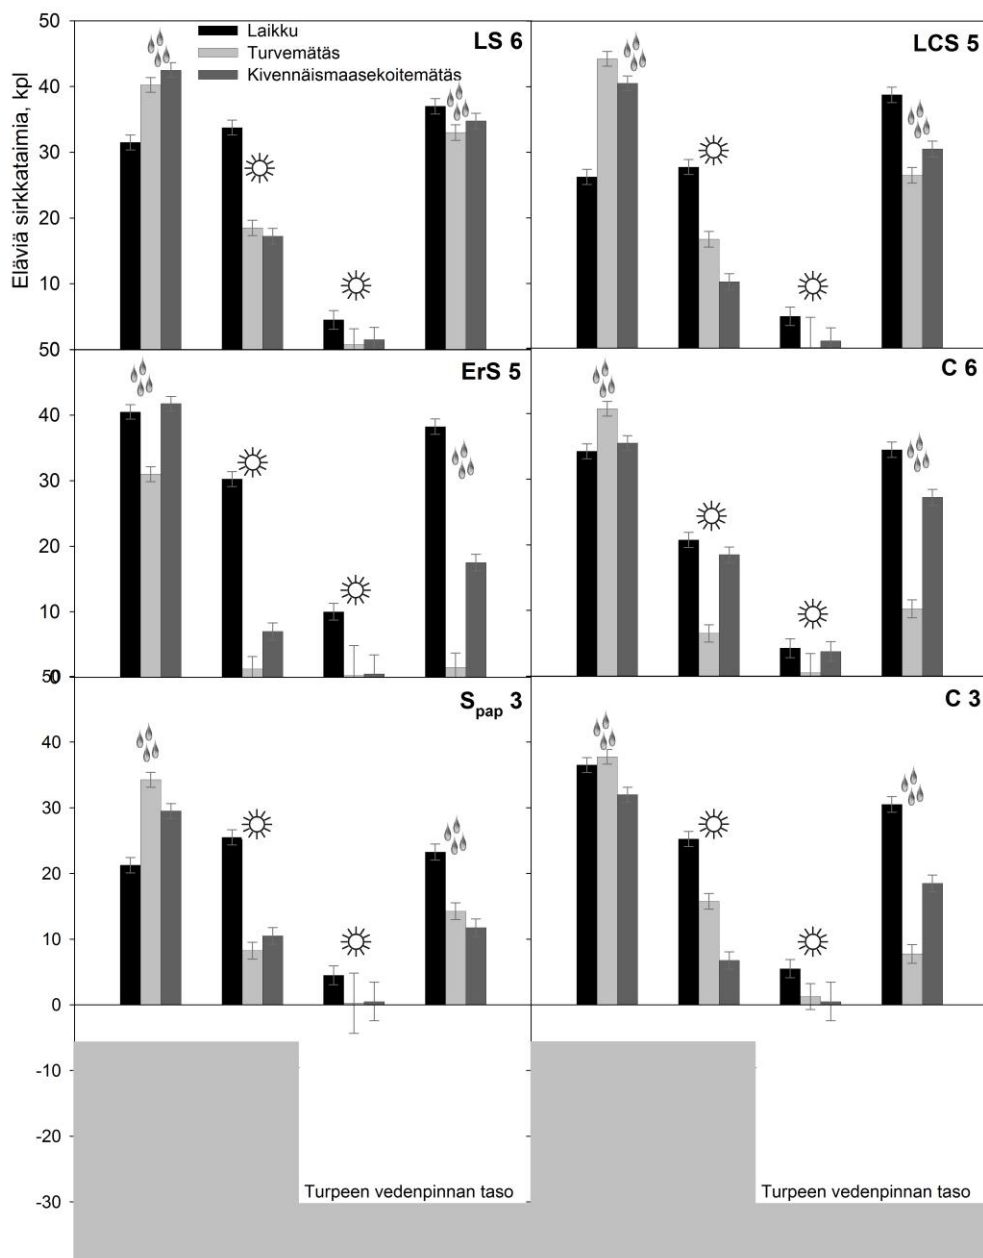 Eläviä sirkkataimia, kpl
50
40
30
20
10
Laikku
Turvemätäs
Kivennäismaasekoitemätäs
LS 6
LCS 5
50
40
30
20
10
0
ErS 5
C 6
50
40
30
20
10
0
-10
-20
-30
Spap 3
C 3
Turpeen vedenpinnan taso
Turpeen vedenpinnan taso